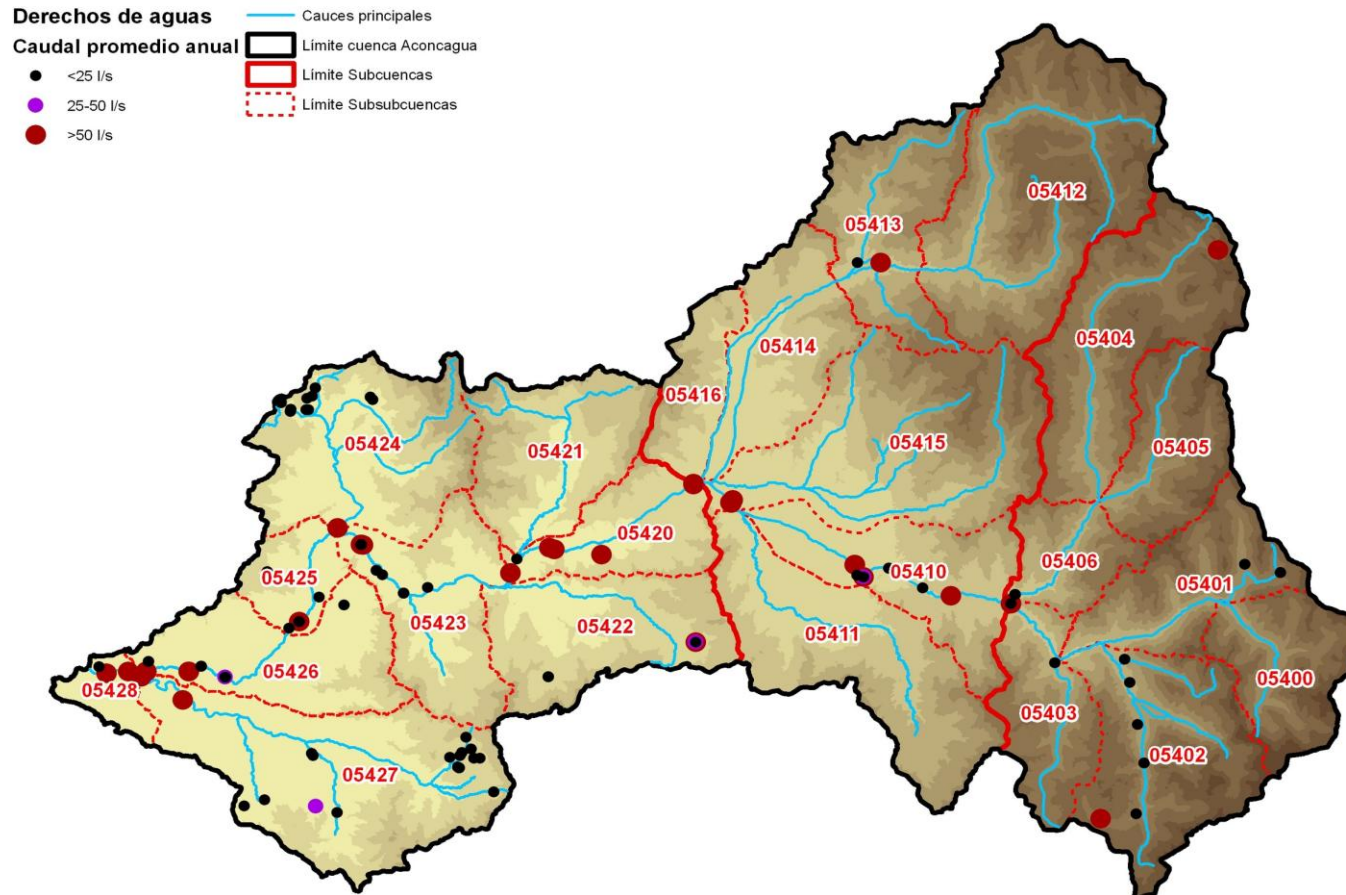 Derechos de aguas
Caudal promedio anual
<25 l/s
25-50 l/s
>50 l/s
Cauces principales
Límite cuenca Aconcagua
Límite Subcuencas
Límite Subsubcuencas
05412
05413
05404
05414
05416
05424
05421
05415
05405
05420
05406
05425
05410
05401
05423
05422
05411
05426
05428
05403
05400
05402
05427